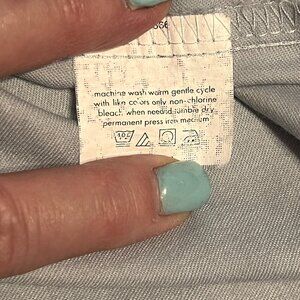 machine wash warm gentle cycle
with like colors only non-chlorine
bleach when needed tumble dry
permanent press iron medium